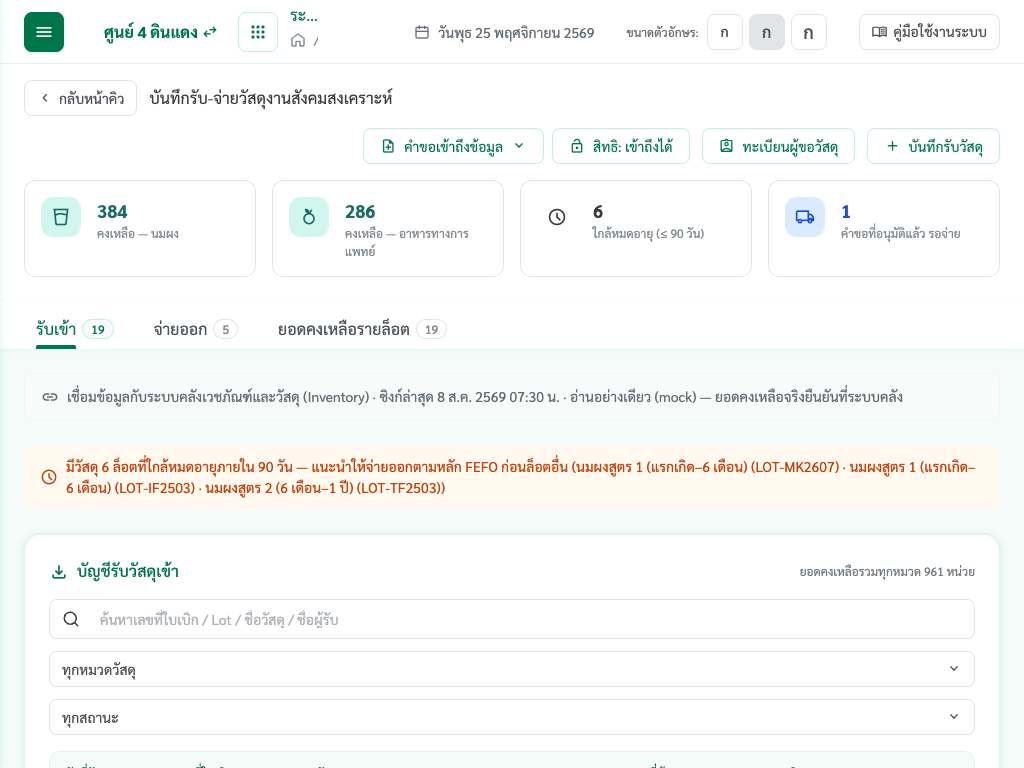 ศูนย์ 4 ดินแดง
ระ...
/
วันพุธ 25 พฤศจิกายน 2569
ขนาดตัวอักษร:
ก
ก
ก
คู่มือใช้งานระบบ
กลับหน้าคิว
บันทึกรับ-จ่ายวัสดุงานสังคมสงเคราะห์
คำขอเข้าถึงข้อมูล
สิทธิ: เข้าถึงได้
ทะเบียนผู้ขอวัสดุ
บันทึกรับวัสดุ
384
คงเหลือ — นมผง
286
คงเหลือ — อาหารทางการ
แพทย์
6
ใกล้หมดอายุ (≤ 90 วัน)
1
คำขอที่อนุมัติแล้ว รอจ่าย
รับเข้า 19
จ่ายออก 5
ยอดคงเหลือรายล็อต 19
เชื่อมข้อมูลกับระบบคลังเวชภัณฑ์และวัสดุ (Inventory) · ซิงก์ล่าสุด 8 ส.ค. 2569 07:30 น. · อ่านอย่างเดียว (mock) — ยอดคงเหลือจริงยืนยันที่ระบบคลัง
มีวัสดุ 6 ล็อตที่ใกล้หมดอายุภายใน 90 วัน — แนะนำให้จ่ายออกตามหลัก FEFO ก่อนล็อตอื่น (นมผงสูตร 1 (แรกเกิด–6 เดือน) (LOT-MK2607) · นมผงสูตร 1 (แรกเกิด–
6 เดือน) (LOT-IF2503) · นมผงสูตร 2 (6 เดือน–1 ปี) (LOT-TF2503))
บัญชีรับวัสดุเข้า
ยอดคงเหลือรวมทุกหมวด 961 หน่วย
ค้นหาเลขที่ใบเบิก / Lot / ชื่อวัสดุ / ชื่อผู้รับ
ทุกหมวดวัสดุ
ทุกสถานะ